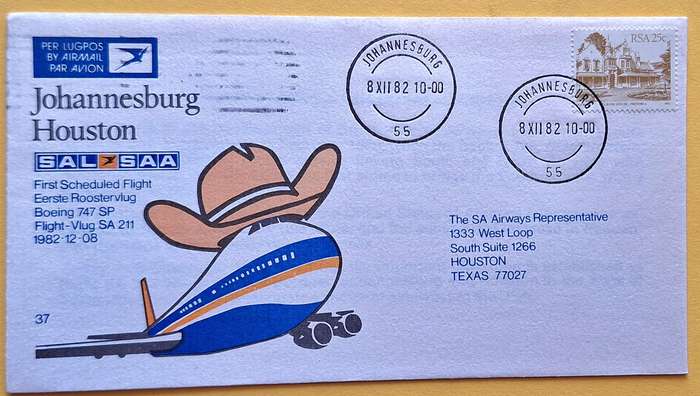 PER LUGPOS
BY AIRMAIL
PAR AVION
Johannesburg
Houston
SAL SAA
First Scheduled Flight
Eerste Roostervlug
Boeing 747 SP
Flight-Vlug SA 211
1982-12-08
37
JOHANNESBURG
8 XII 82 10-00
55
JOHANNESBURG
8 XII 82 10-00
55
RSA 25c
The SA Airways Representative
1333 West Loop
South Suite 1266
HOUSTON
TEXAS 77027